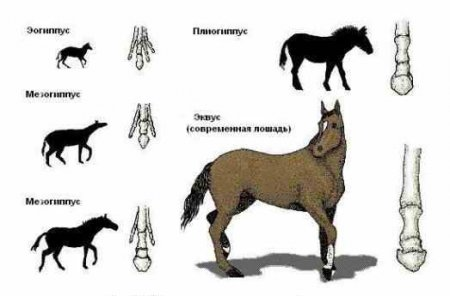 Эогиппус
Мезогиппус
Мезогиппус
Плиогиппус
Эквус
(современная лошадь)